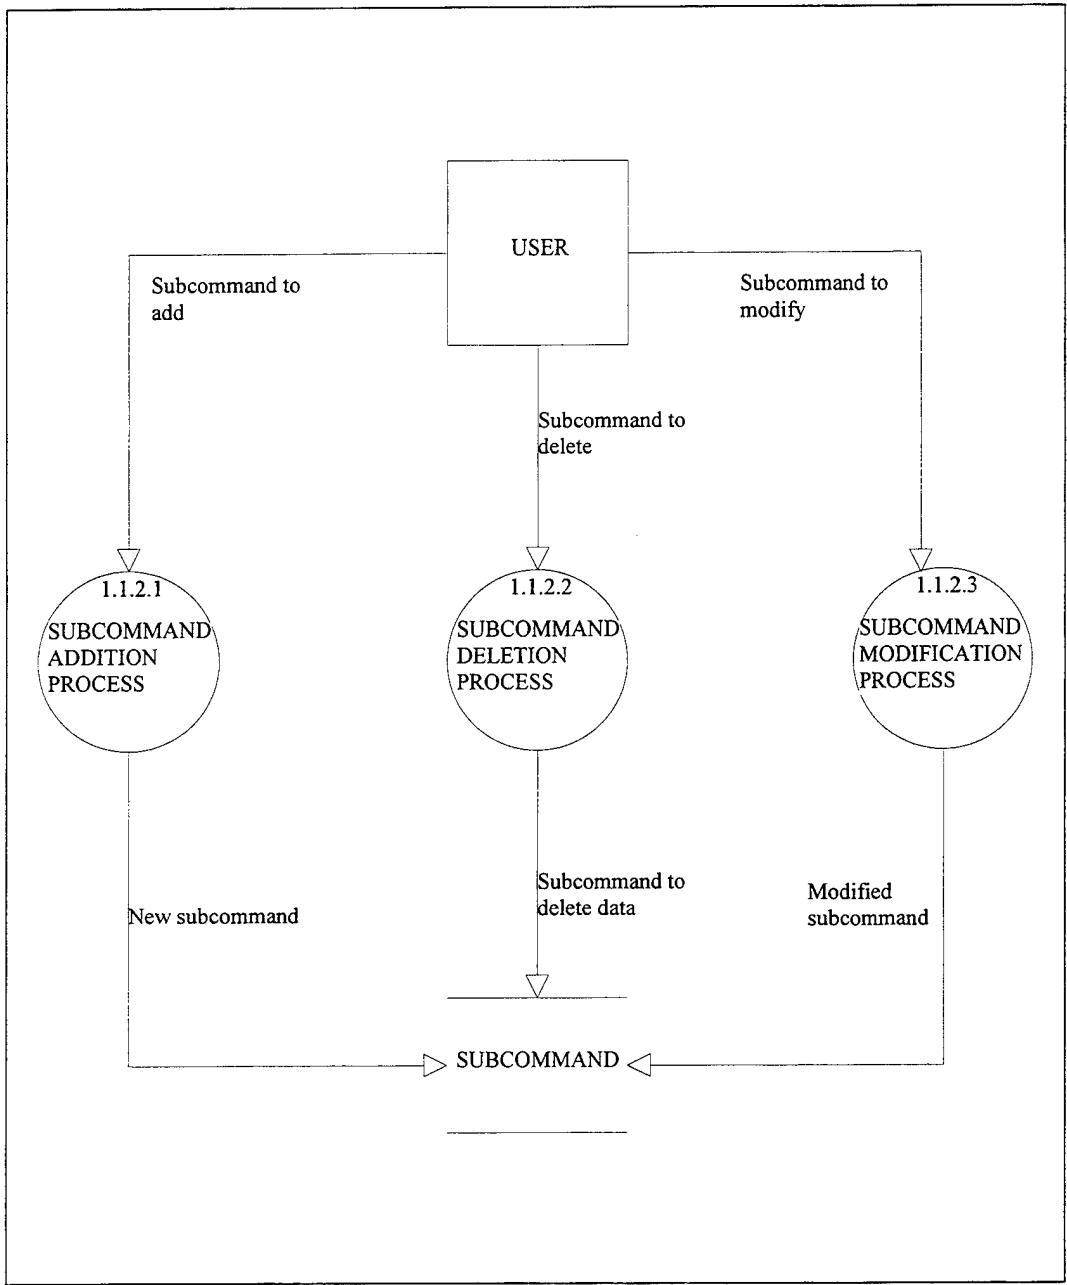 USER
Subcommand to
add
Subcommand to
modify
Subcommand to
delete
1.1.2.1
SUBCOMMAND
ADDITION
PROCESS
1.1.2.2
SUBCOMMAND
DELETION
PROCESS
1.1.2.3
SUBCOMMAND
MODIFICATION
PROCESS
New subcommand
Subcommand to
delete data
Modified
subcommand
SUBCOMMAND